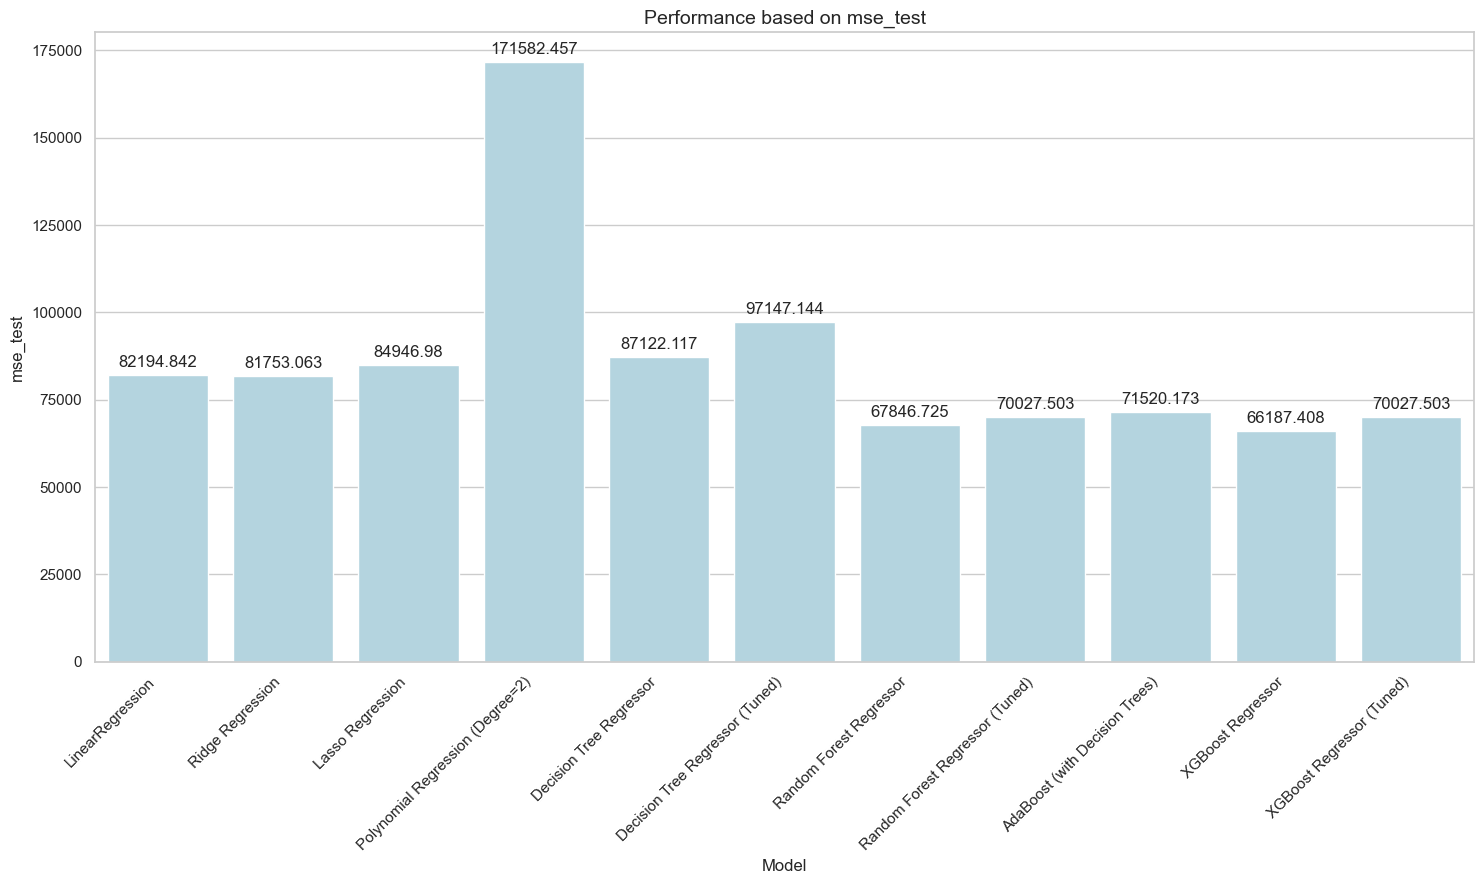 Performance based on mse_test
mse_test
175000
150000
125000
100000
75000
50000
25000
0
82194.842
81753.063
84946.98
171582.457
87122.117
97147.144
67846.725
70027.503
71520.173
66187.408
70027.503
LinearRegression
Ridge Regression
Lasso Regression
Polynomial Regression (Degree=2)
Decision Tree Regressor
Decision Tree Regressor (Tuned)
Random Forest Regressor
Random Forest Regressor (Tuned)
AdaBoost (with Decision Trees)
XGBoost Regressor
XGBoost Regressor (Tuned)
Model